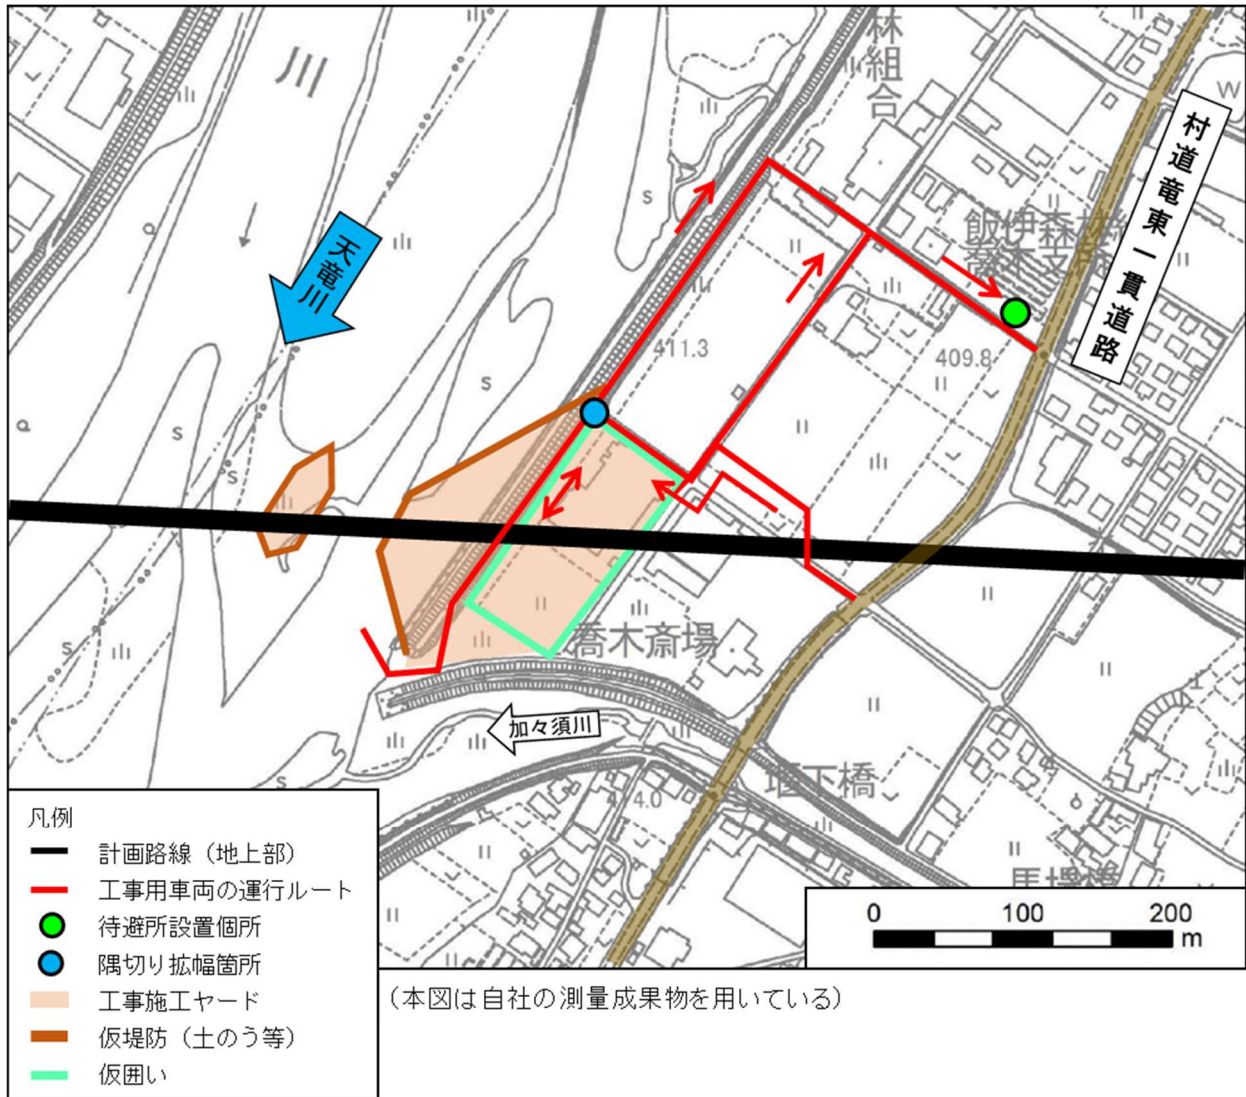 川
林組合
W
村道竜東一貫道路
天竜川
S
411.3
409.8
S
S
S
S
S
喬木斎場
加々須川
堰下橋
凡例
計画路線（地上部）
工事用車両の運行ルート
待避所設置個所
隅切り拡幅箇所
工事施工ヤード
仮堤防（土のう等）
仮囲い
0 100 200
m
（本図は自社の測量成果物を用いている）